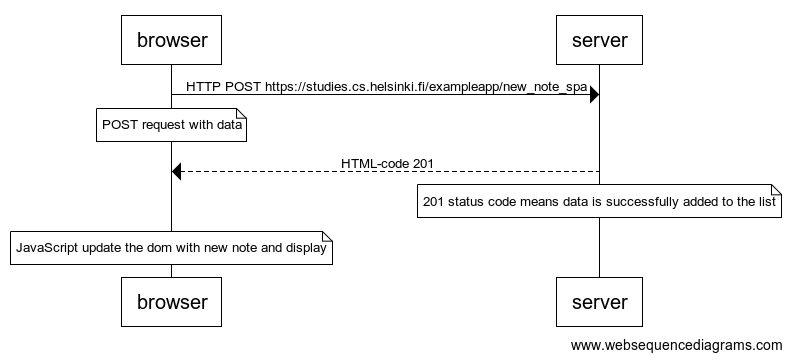 browser
server
HTTP POST https://studies.cs.helsinki.fi/exampleapp/new_note_spa
POST request with data
HTML-code 201
201 status code means data is successfully added to the list
JavaScript update the dom with new note and display
browser
server
www.websequencediagrams.com